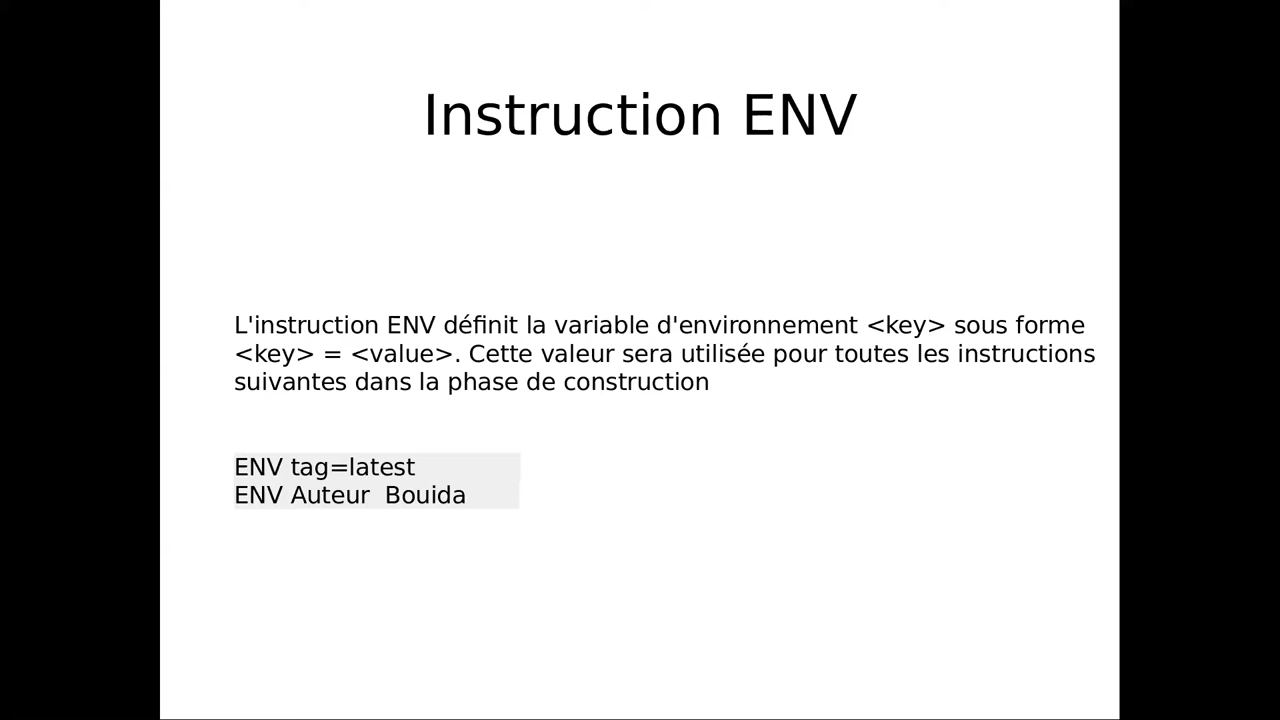 Instruction ENV
L'instruction ENV définit la variable d'environnement <key> sous forme
<key> = <value>. Cette valeur sera utilisée pour toutes les instructions
suivantes dans la phase de construction
ENV tag=latest
ENV Auteur  Bouida